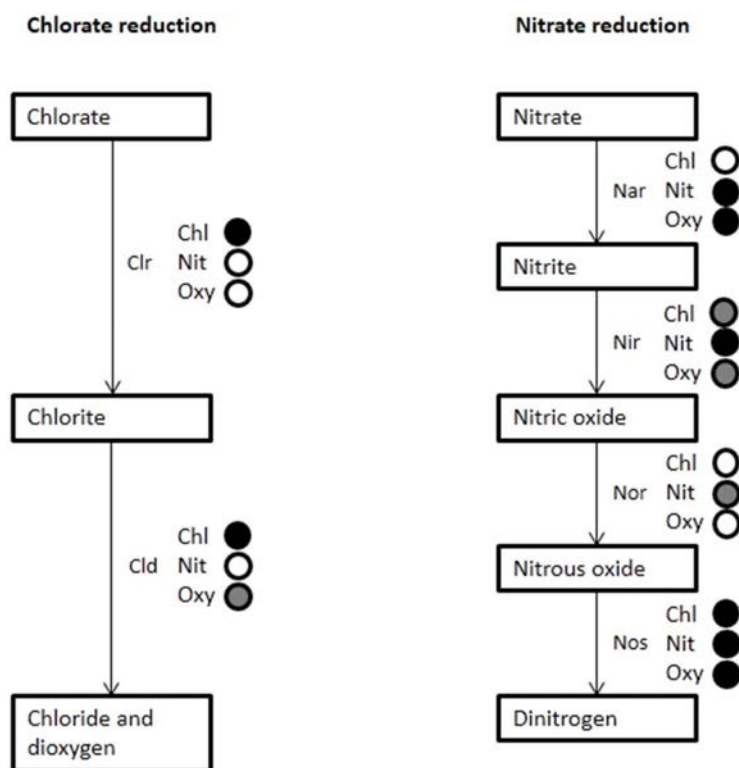 Chlorate reduction
Chlorate
Clr
Chl
Nit
Oxy
Chlorite
Cld
Chl
Nit
Oxy
Chloride and
dioxygen
Nitrate reduction
Nitrate
Nar
Chl
Nit
Oxy
Nitrite
Nir
Chl
Nit
Oxy
Nitric oxide
Nor
Chl
Nit
Oxy
Nitrous oxide
Nos
Chl
Nit
Oxy
Dinitrogen